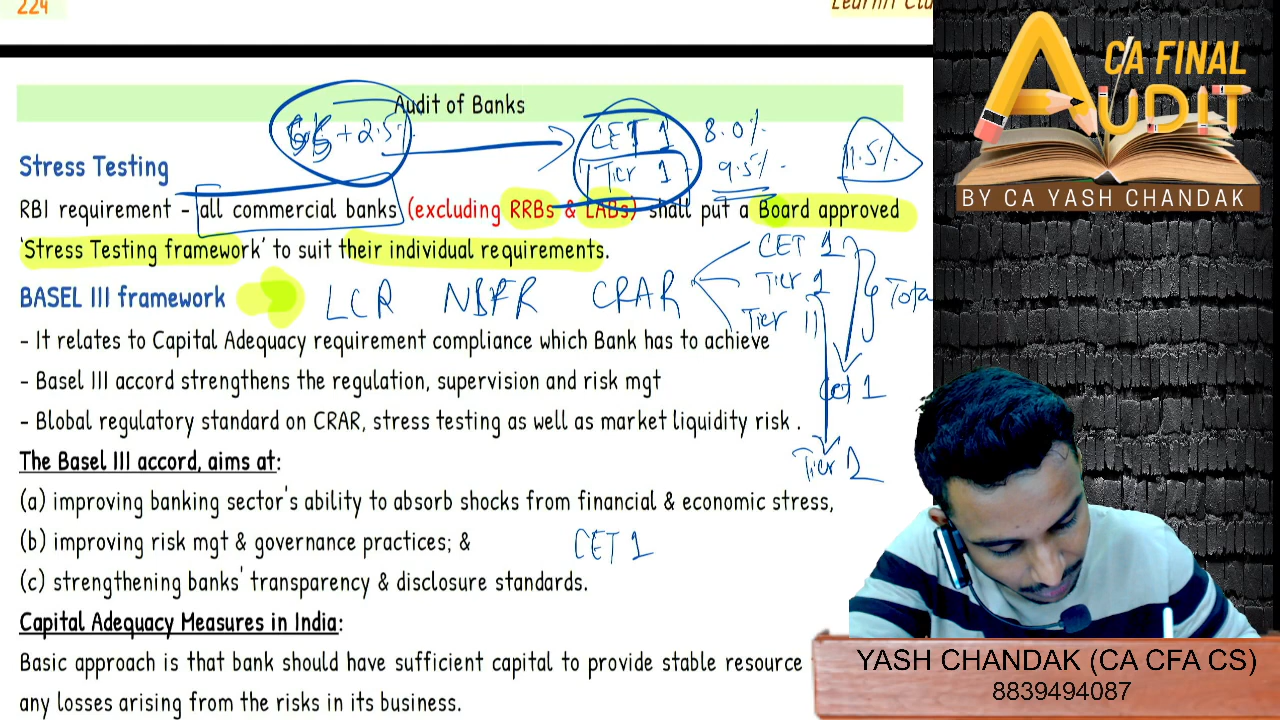 224
Learnit Cla
Audit of Banks
+ 2.5%
CET 1 8.0%
Tier 1 9.5%
11.5%
Stress Testing
RBI requirement - all commercial banks (excluding RRBs & LABs) shall put a Board approved
'Stress Testing framework' to suit their individual requirements.
BASEL III framework
LCR NSFR CRAR
CET 1
Tier 1
Tier II
Tota
Cet 1
Tier 2
- It relates to Capital Adequacy requirement compliance which Bank has to achieve
- Basel III accord strengthens the regulation, supervision and risk mgt
- Global regulatory standard on CRAR, stress testing as well as market liquidity risk .
The Basel III accord, aims at:
(a) improving banking sector's ability to absorb shocks from financial & economic stress,
(b) improving risk mgt & governance practices; &
CET 1
(c) strengthening banks' transparency & disclosure standards.
Capital Adequacy Measures in India:
Basic approach is that bank should have sufficient capital to provide stable resource
any losses arising from the risks in its business.
CA FINAL
AUDIT
BY CA YASH CHANDAK
YASH CHANDAK (CA CFA CS)
8839494087